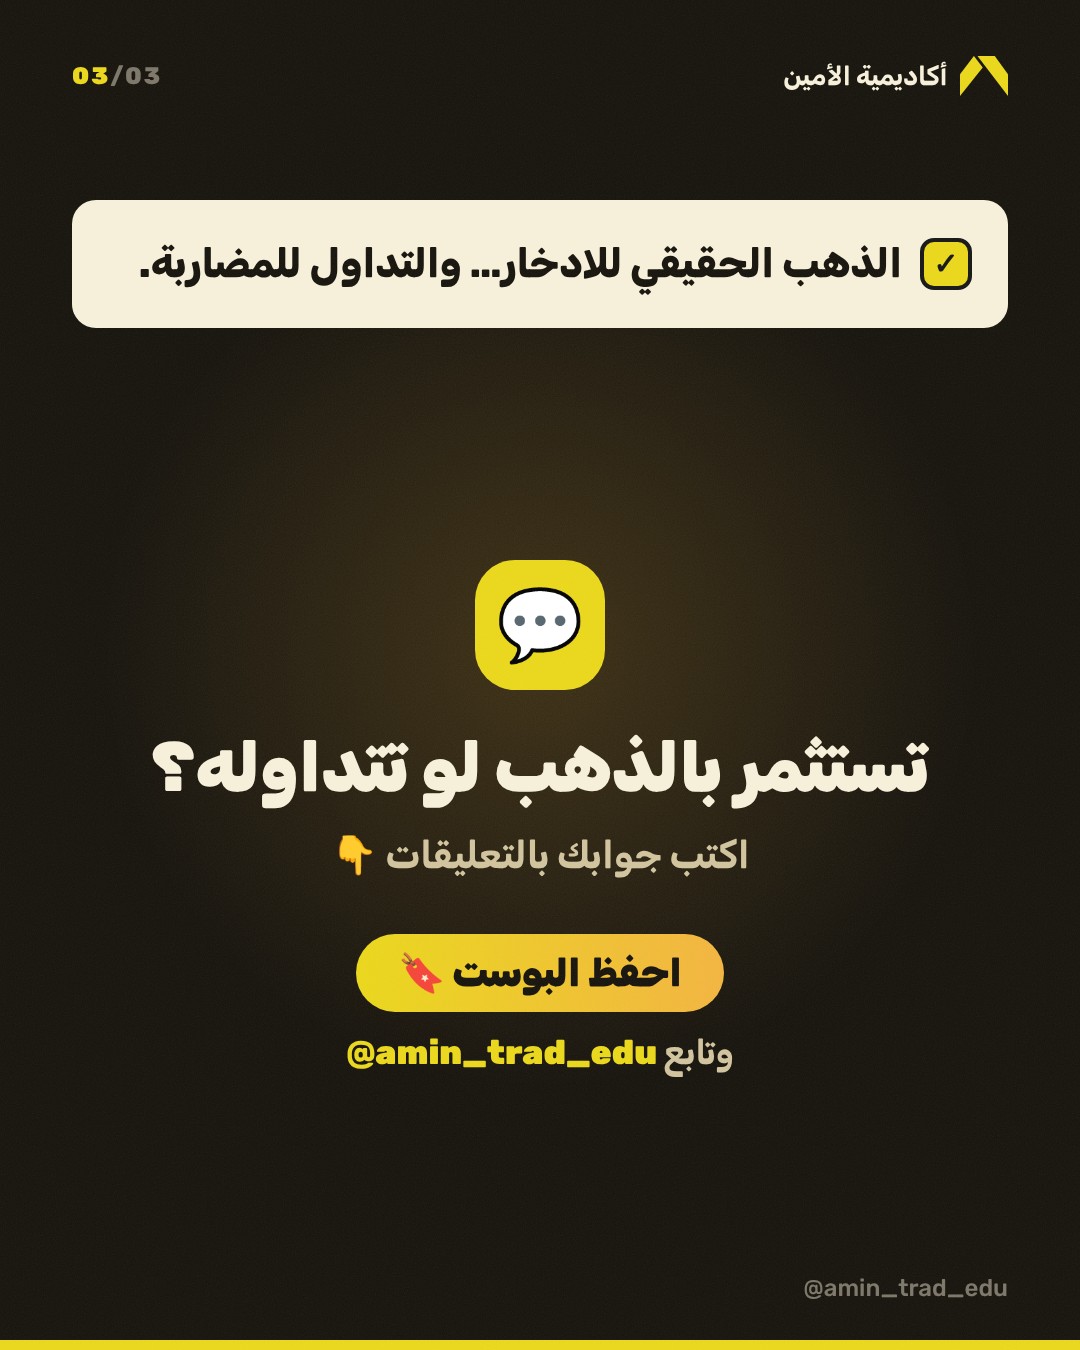 أكاديمية الأمين
03/03
✓ الذهب الحقيقي للادخار... والتداول للمضاربة.
تستثمر بالذهب لو تتداوله؟
اكتب جوابك بالتعليقات 👇
احفظ البوست 🔖
وتابع @amin_trad_edu
@amin_trad_edu